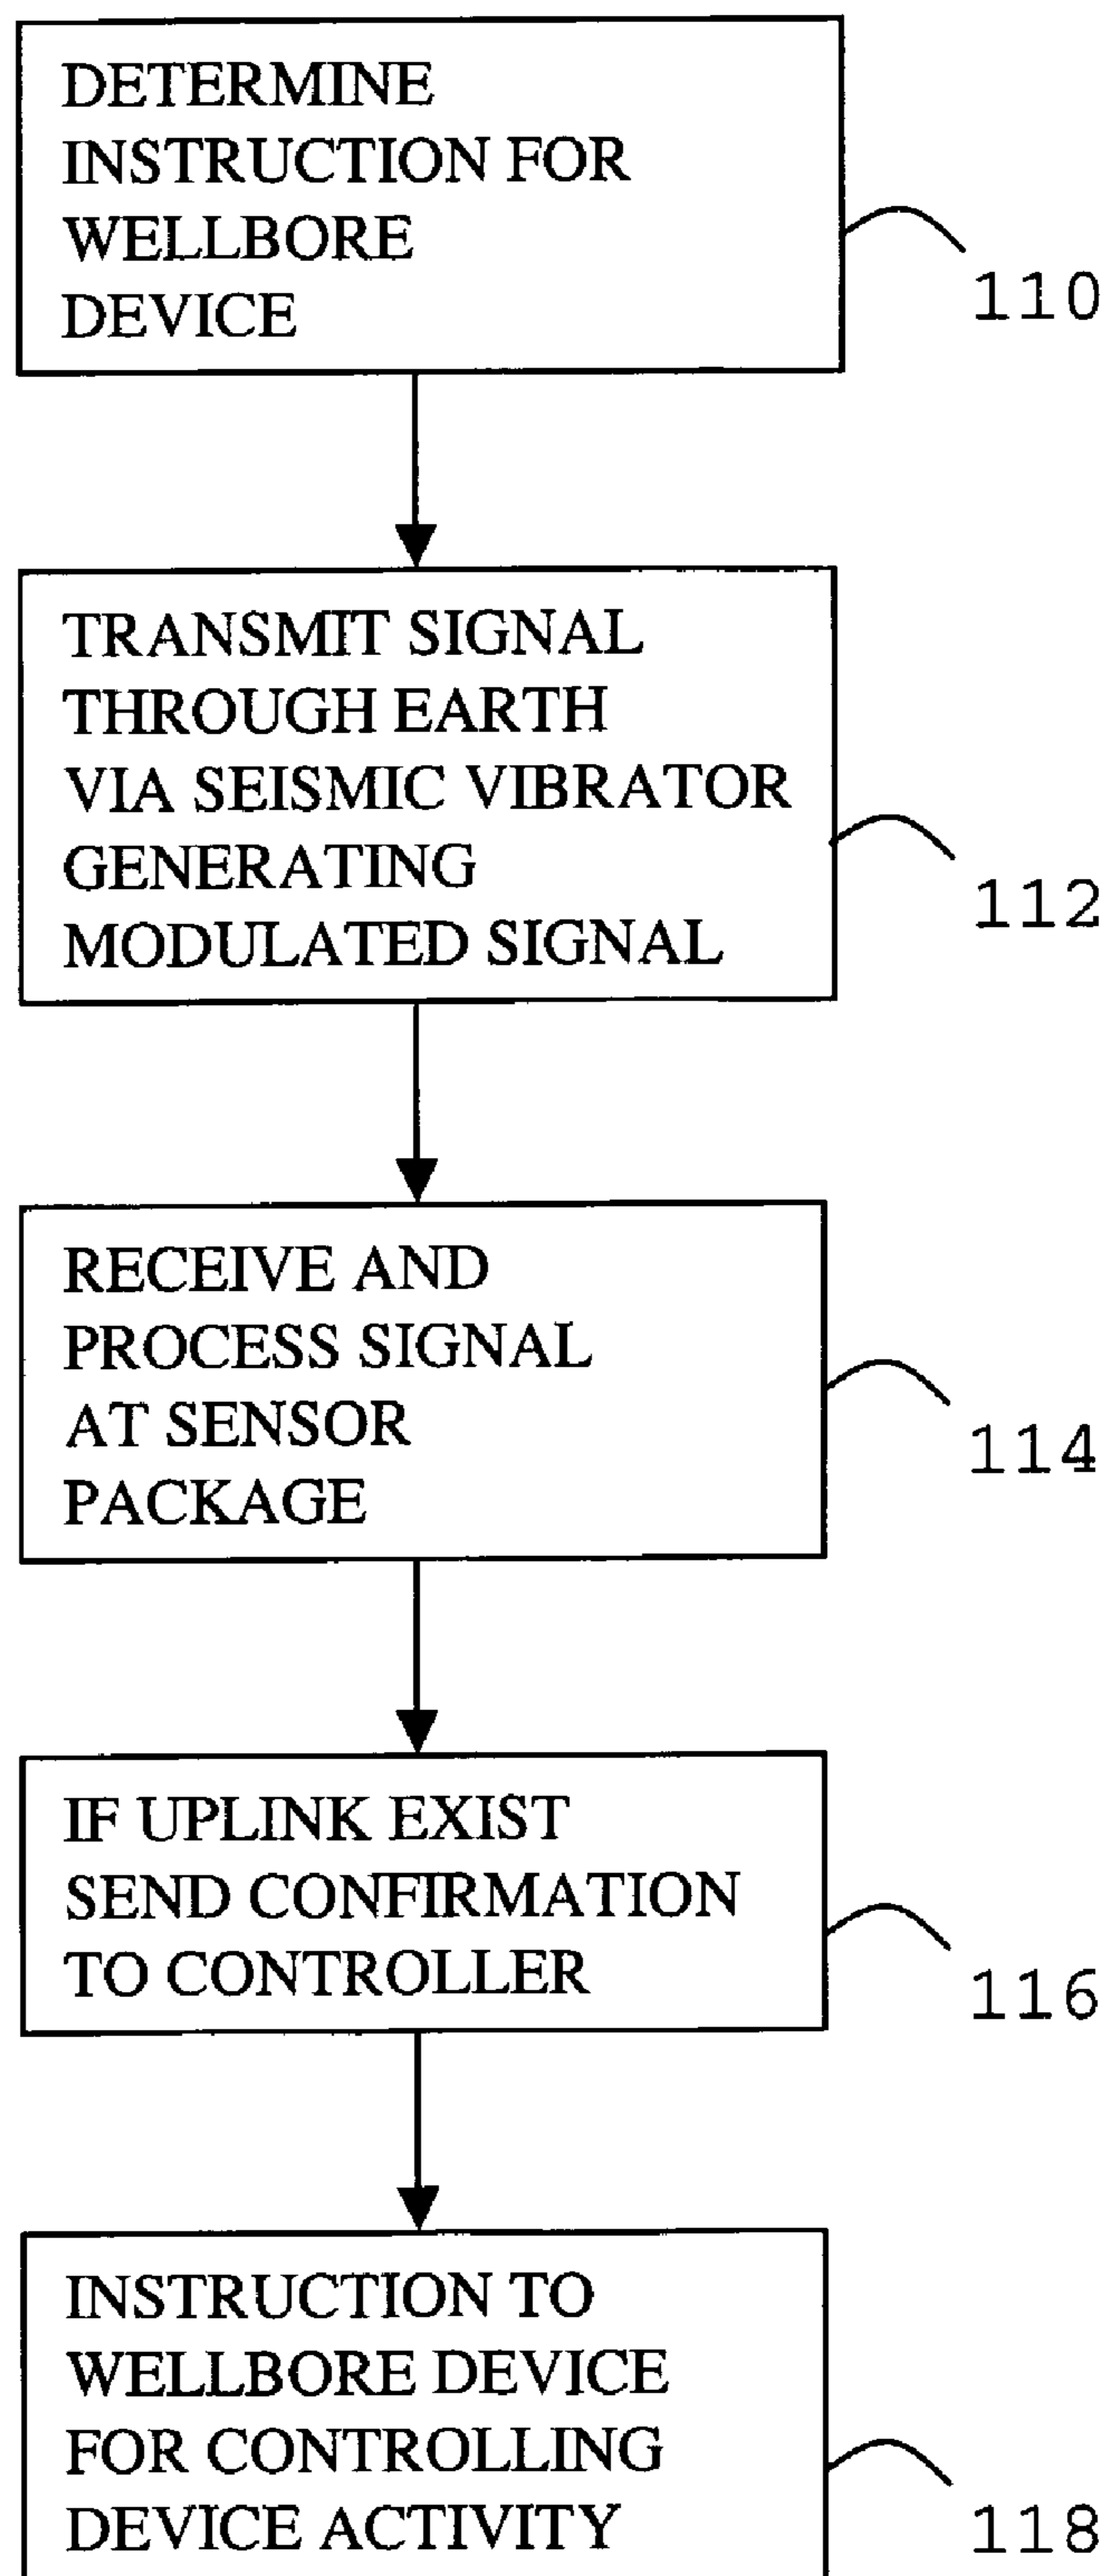 DETERMINE
INSTRUCTION FOR
WELLBORE
DEVICE
110
TRANSMIT SIGNAL
THROUGH EARTH
VIA SEISMIC VIBRATOR
GENERATING
MODULATED SIGNAL
112
RECEIVE AND
PROCESS SIGNAL
AT SENSOR
PACKAGE
114
IF UPLINK EXIST
SEND CONFIRMATION
TO CONTROLLER
116
INSTRUCTION TO
WELLBORE DEVICE
FOR CONTROLLING
DEVICE ACTIVITY
118